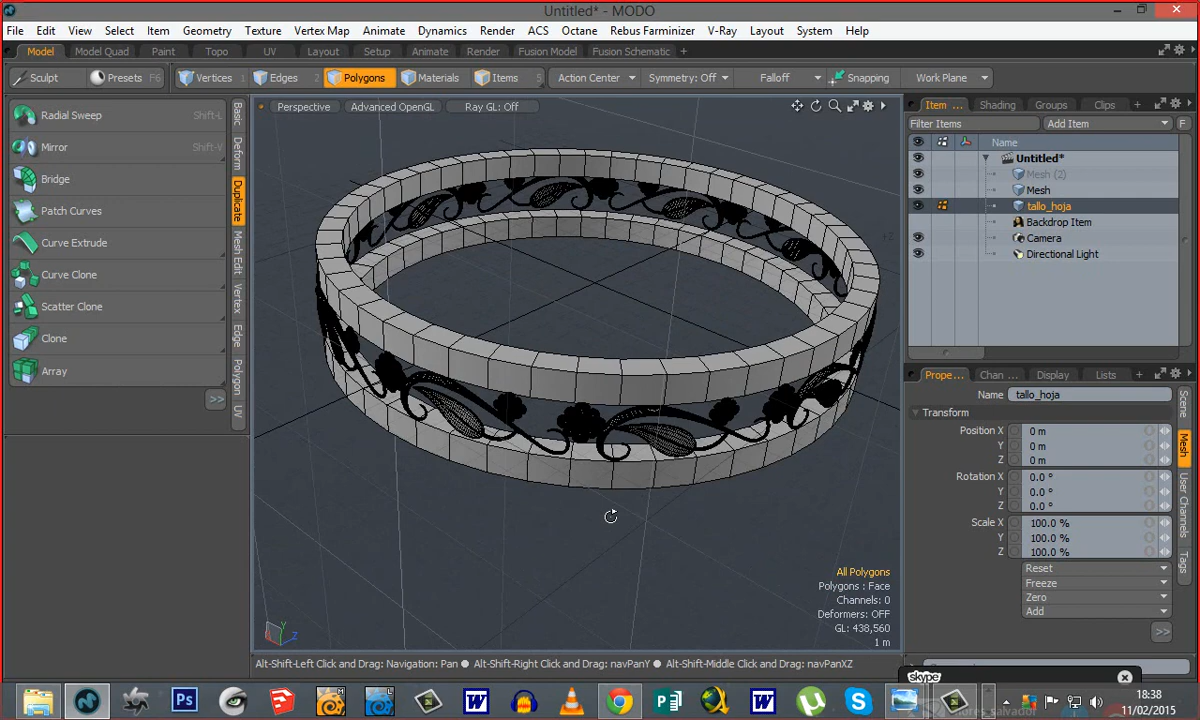 Untitled* - MODO
File Edit View Select Item Geometry Texture Vertex Map Animate Dynamics Render ACS Octane Rebus Farminizer V-Ray Layout System Help
Model Model Quad Paint Topo UV Layout Setup Animate Render Fusion Model Fusion Schematic +
Sculpt Presets F6 Vertices 1 Edges 2 Polygons Materials Items 5 Action Center Symmetry: Off Falloff Snapping Work Plane
Perspective Advanced OpenGL Ray GL: Off
Radial Sweep Shift-L
Mirror Shift-V
Bridge
Patch Curves
Curve Extrude
Curve Clone
Scatter Clone
Clone
Array
>>
Basic
Deform
Duplicate
Mesh Edit
Vertex
Edge
Polygon
UV
Item ... Shading Groups Clips +
Filter Items Add Item F
Name
Untitled*
Mesh (2)
Mesh
tallo_hoja
Backdrop Item
Camera
Directional Light
Prope... Chan ... Display Lists +
Name tallo_hoja
Transform
Position X 0 m
Y 0 m
Z 0 m
Rotation X 0.0 °
Y 0.0 °
Z 0.0 °
Scale X 100.0 %
Y 100.0 %
Z 100.0 %
Reset
Freeze
Zero
Add
>>
Scene
Mesh
User Channels
Tags
All Polygons
Polygons : Face
Channels: 0
Deformers: OFF
GL: 438,560
1 m
Y
Z
Alt-Shift-Left Click and Drag: Navigation: Pan ● Alt-Shift-Right Click and Drag: navPanY ● Alt-Shift-Middle Click and Drag: navPanXZ
skype
18:38
11/02/2015
flores_salvador